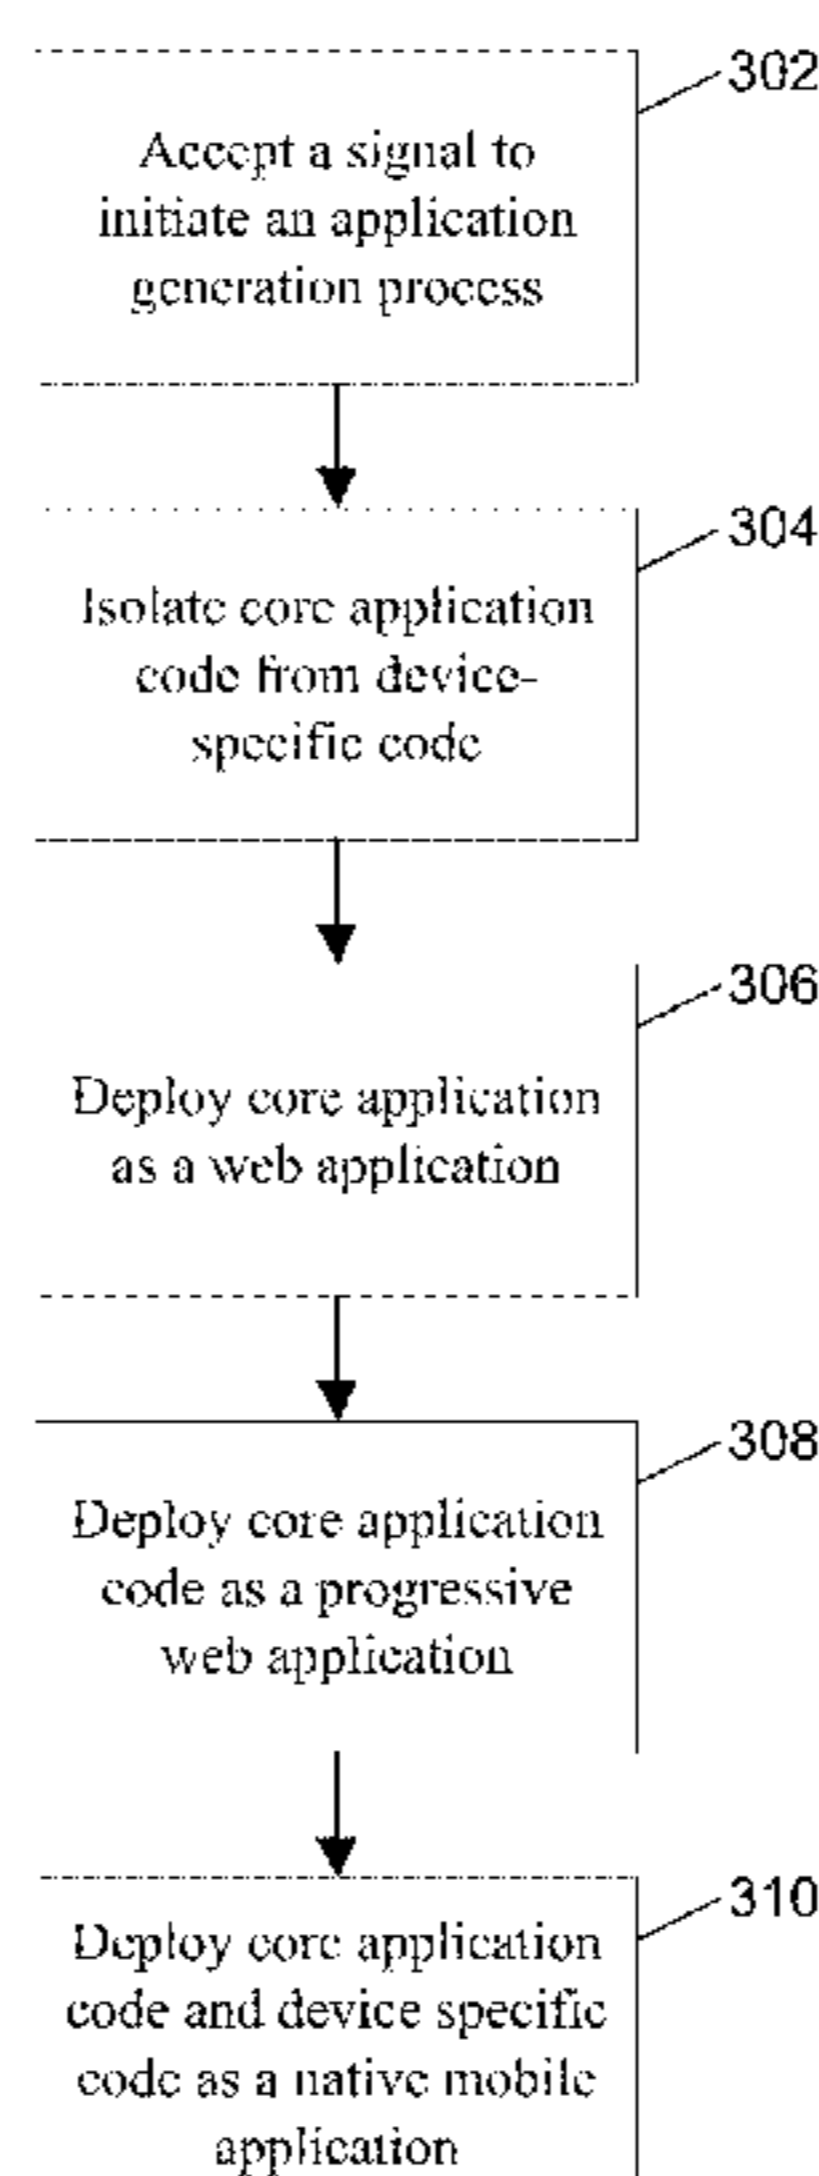 302
Accept a signal to
initiate an application
generation process
304
Isolate core application
code from device-
specific code
306
Deploy core application
as a web application
308
Deploy core application
code as a progressive
web application
310
Deploy core application
code and device specific
code as a native mobile
application